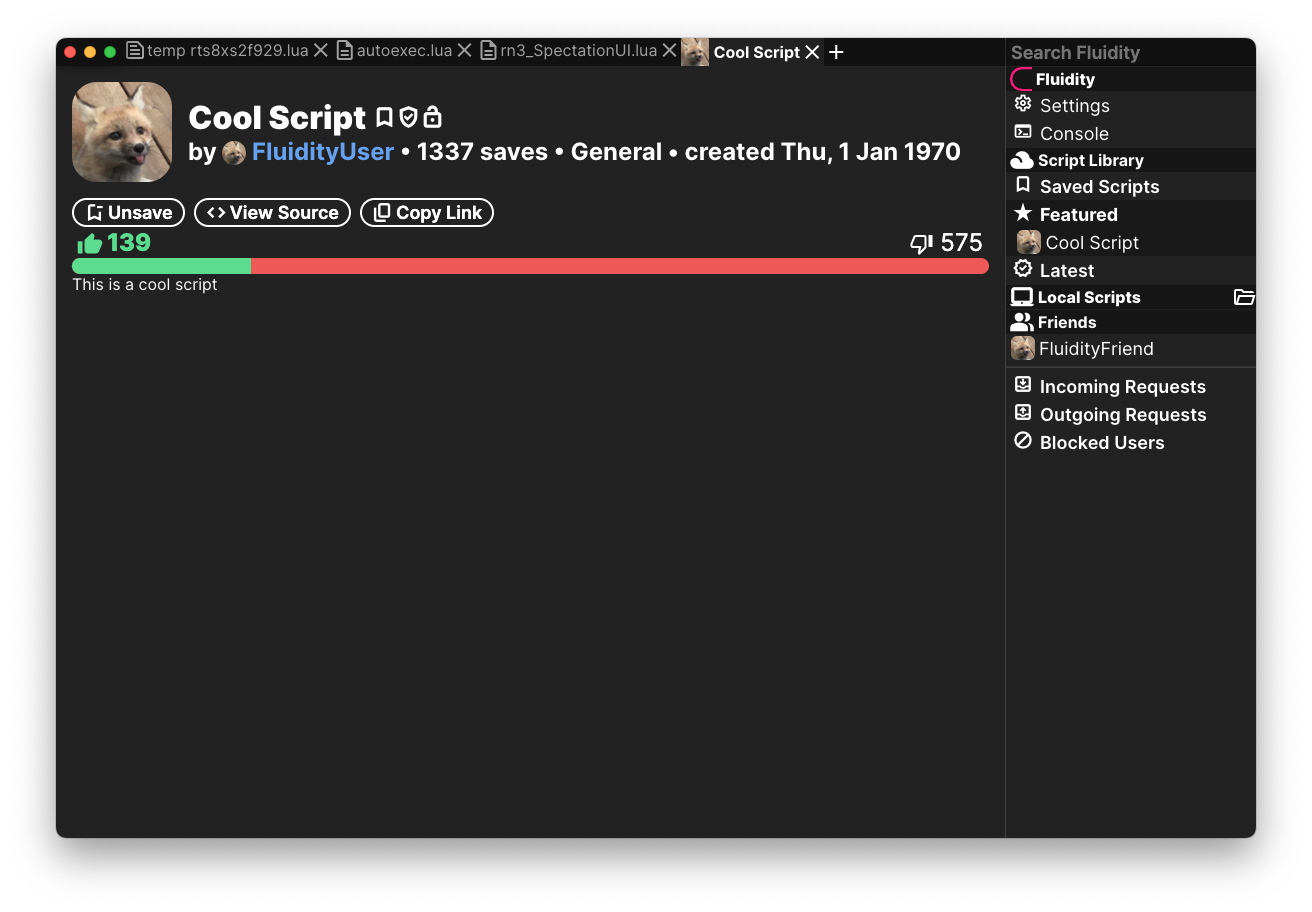 temp rts8xs2f929.lua autoexec.lua rn3_SpectationUI.lua Cool Script
Cool Script
by FluidityUser • 1337 saves • General • created Thu, 1 Jan 1970
Unsave View Source Copy Link
139 575
This is a cool script
Search Fluidity
Fluidity
Settings
Console
Script Library
Saved Scripts
Featured
Cool Script
Latest
Local Scripts
Friends
FluidityFriend
Incoming Requests
Outgoing Requests
Blocked Users